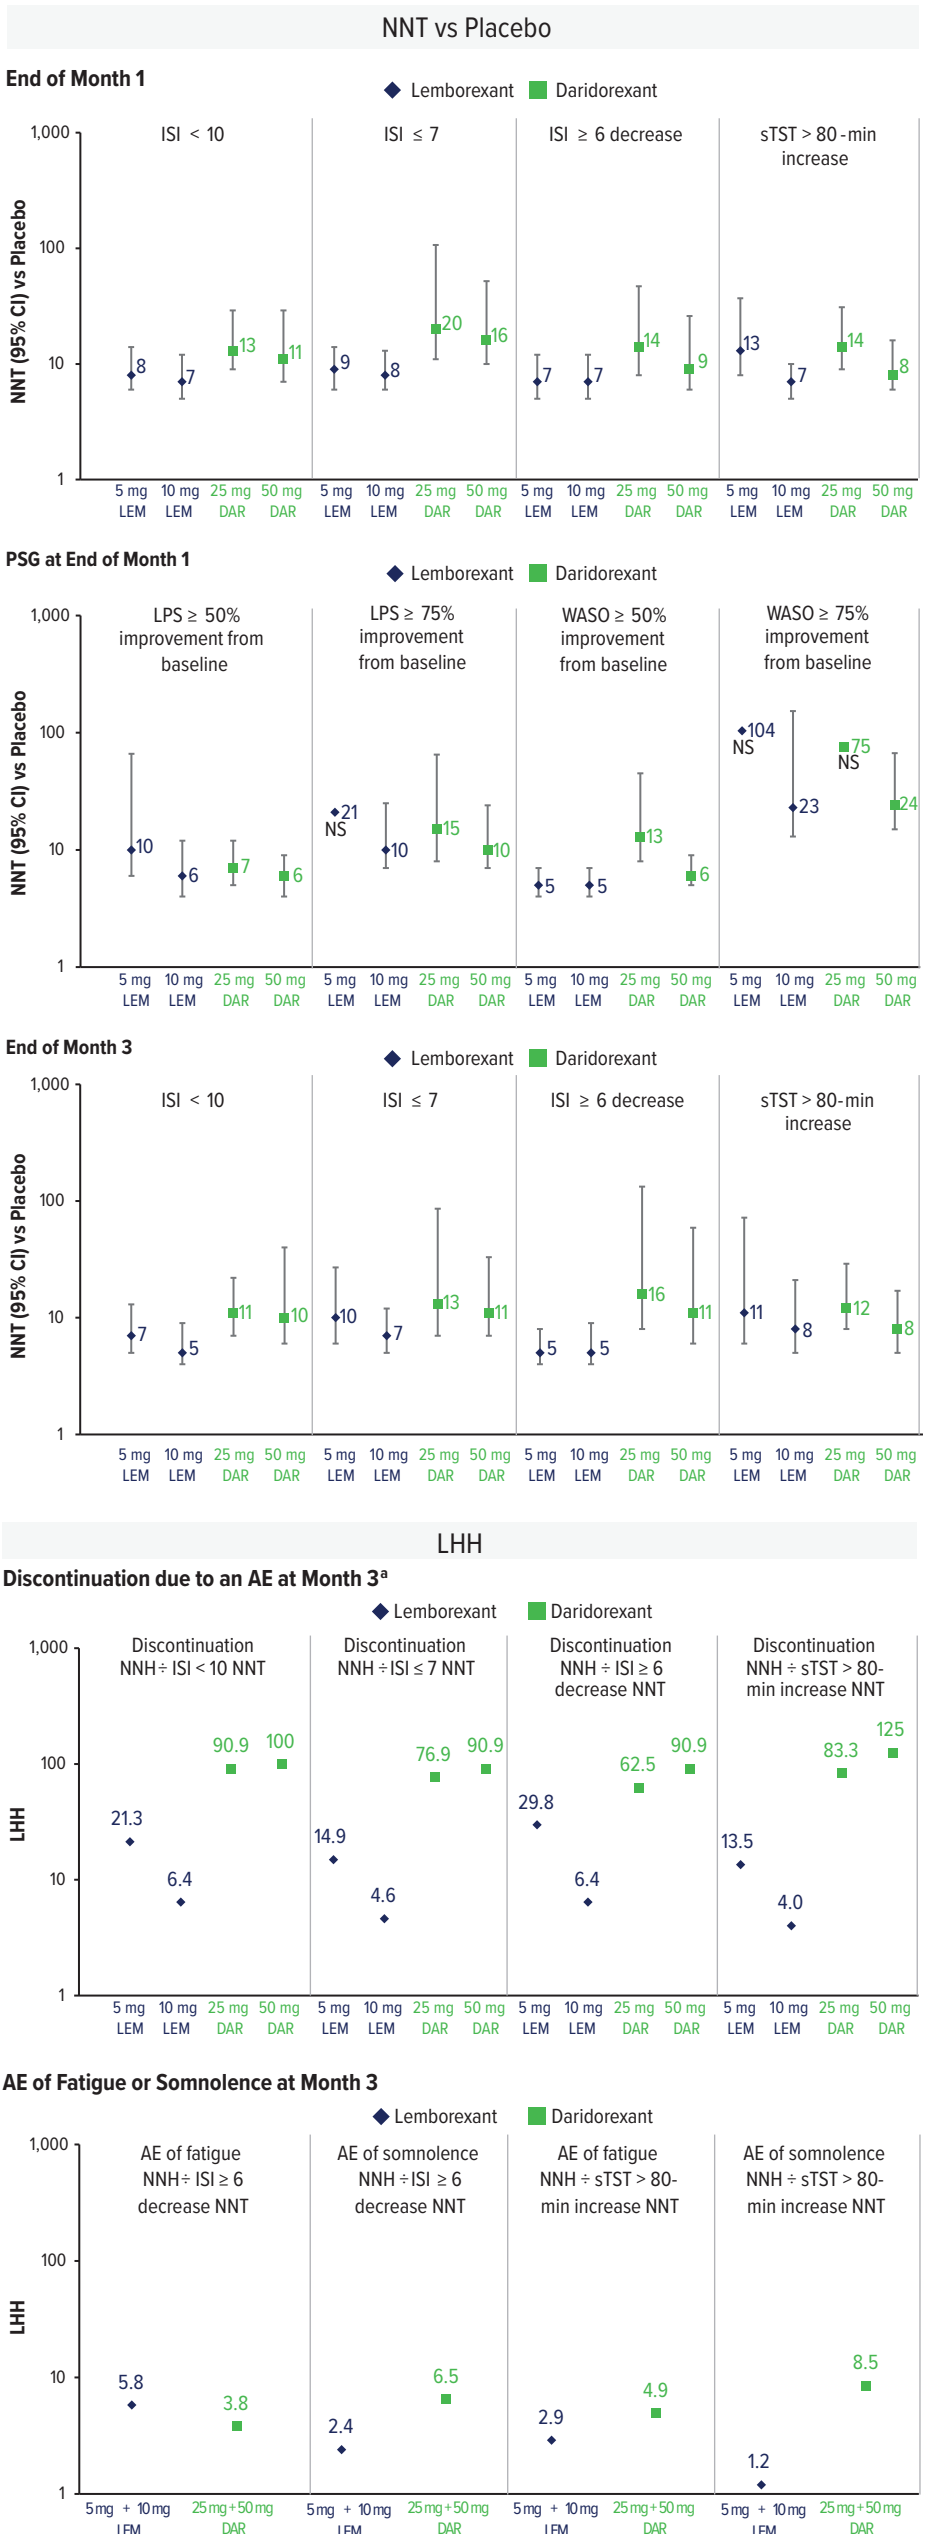 NNT vs Placebo
End of Month 1
Lemborexant Daridorexant
NNT (95% CI) vs Placebo
1,000
100
10
1
ISI < 10
ISI ≤ 7
ISI ≥ 6 decrease
sTST > 80-min
increase
8 7 13 11
9 8 20 16
7 7 14 9
13 7 14 8
5 mg 10 mg 25 mg 50 mg 5 mg 10 mg 25 mg 50 mg 5 mg 10 mg 25 mg 50 mg 5 mg 10 mg 25 mg 50 mg
LEM LEM DAR DAR LEM LEM DAR DAR LEM LEM DAR DAR LEM LEM DAR DAR
PSG at End of Month 1
Lemborexant Daridorexant
NNT (95% CI) vs Placebo
1,000
100
10
1
LPS ≥ 50%
improvement from
baseline
LPS ≥ 75%
improvement
from baseline
WASO ≥ 50%
improvement
from baseline
WASO ≥ 75%
improvement
from baseline
10 6 7 6
21 10 15 10
NS
5 5 13 6
104 23 75 24
NS NS
5 mg 10 mg 25 mg 50 mg 5 mg 10 mg 25 mg 50 mg 5 mg 10 mg 25 mg 50 mg 5 mg 10 mg 25 mg 50 mg
LEM LEM DAR DAR LEM LEM DAR DAR LEM LEM DAR DAR LEM LEM DAR DAR
End of Month 3
Lemborexant Daridorexant
NNT (95% CI) vs Placebo
1,000
100
10
1
ISI < 10
ISI ≤ 7
ISI ≥ 6 decrease
sTST > 80-min
increase
7 5 11 10
10 7 13 11
5 5 16 11
11 8 12 8
5 mg 10 mg 25 mg 50 mg 5 mg 10 mg 25 mg 50 mg 5 mg 10 mg 25 mg 50 mg 5 mg 10 mg 25 mg 50 mg
LEM LEM DAR DAR LEM LEM DAR DAR LEM LEM DAR DAR LEM LEM DAR DAR
LHH
Discontinuation due to an AE at Month 3ª
Lemborexant Daridorexant
LHH
1,000
100
10
1
Discontinuation
NNH ÷ ISI < 10 NNT
Discontinuation
NNH ÷ ISI ≤ 7 NNT
Discontinuation
NNH ÷ ISI ≥ 6
decrease NNT
Discontinuation
NNH ÷ sTST > 80-
min increase NNT
21.3 6.4 90.9 100
14.9 4.6 76.9 90.9
29.8 6.4 62.5 90.9
13.5 4.0 83.3 125
5 mg 10 mg 25 mg 50 mg 5 mg 10 mg 25 mg 50 mg 5 mg 10 mg 25 mg 50 mg 5 mg 10 mg 25 mg 50 mg
LEM LEM DAR DAR LEM LEM DAR DAR LEM LEM DAR DAR LEM LEM DAR DAR
AE of Fatigue or Somnolence at Month 3
Lemborexant Daridorexant
LHH
1,000
100
10
1
AE of fatigue
NNH ÷ ISI ≥ 6
decrease NNT
AE of somnolence
NNH ÷ ISI ≥ 6
decrease NNT
AE of fatigue
NNH ÷ sTST > 80-
min increase NNT
AE of somnolence
NNH ÷ sTST > 80-
min increase NNT
5.8 3.8
2.4 6.5
2.9 4.9
1.2 8.5
5 mg + 10 mg 25 mg + 50 mg 5 mg + 10 mg 25 mg + 50 mg 5 mg + 10 mg 25 mg + 50 mg 5 mg + 10 mg 25 mg + 50 mg
LEM DAR LEM DAR LEM DAR LEM DAR